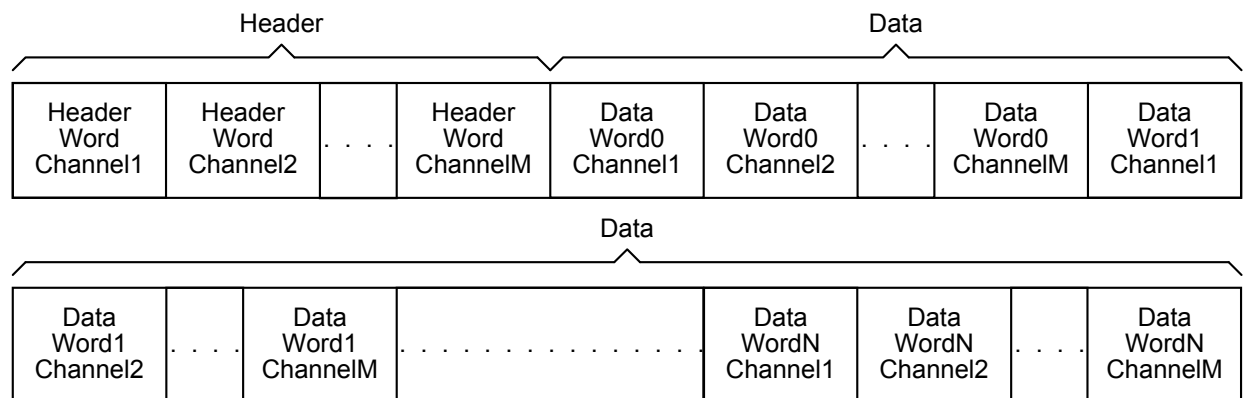 Header
Data
Header Word Channel1
Header Word Channel2
. . . .
Header Word ChannelM
Data Word0 Channel1
Data Word0 Channel2
. . . .
Data Word0 ChannelM
Data Word1 Channel1
Data
Data Word1 Channel2
. . . .
Data Word1 ChannelM
. . . . . . . . . . . . . . .
Data WordN Channel1
Data WordN Channel2
. . . .
Data WordN ChannelM